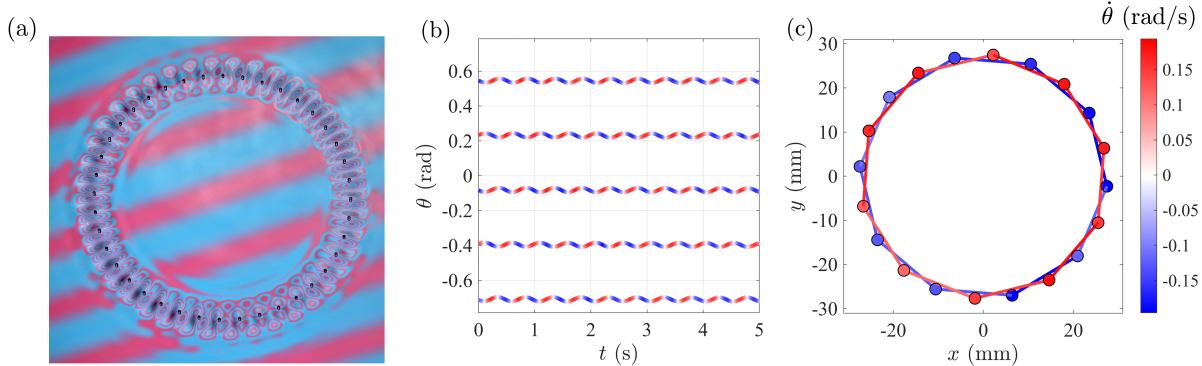 (a)
(b)
0.6
0.4
0.2
0
-0.2
-0.4
-0.6
θ (rad)
0 1 2 3 4 5
t (s)
(c)
30
20
10
0
-10
-20
-30
y (mm)
-20 0 20
x (mm)
θ̇ (rad/s)
0.15
0.1
0.05
0
-0.05
-0.1
-0.15